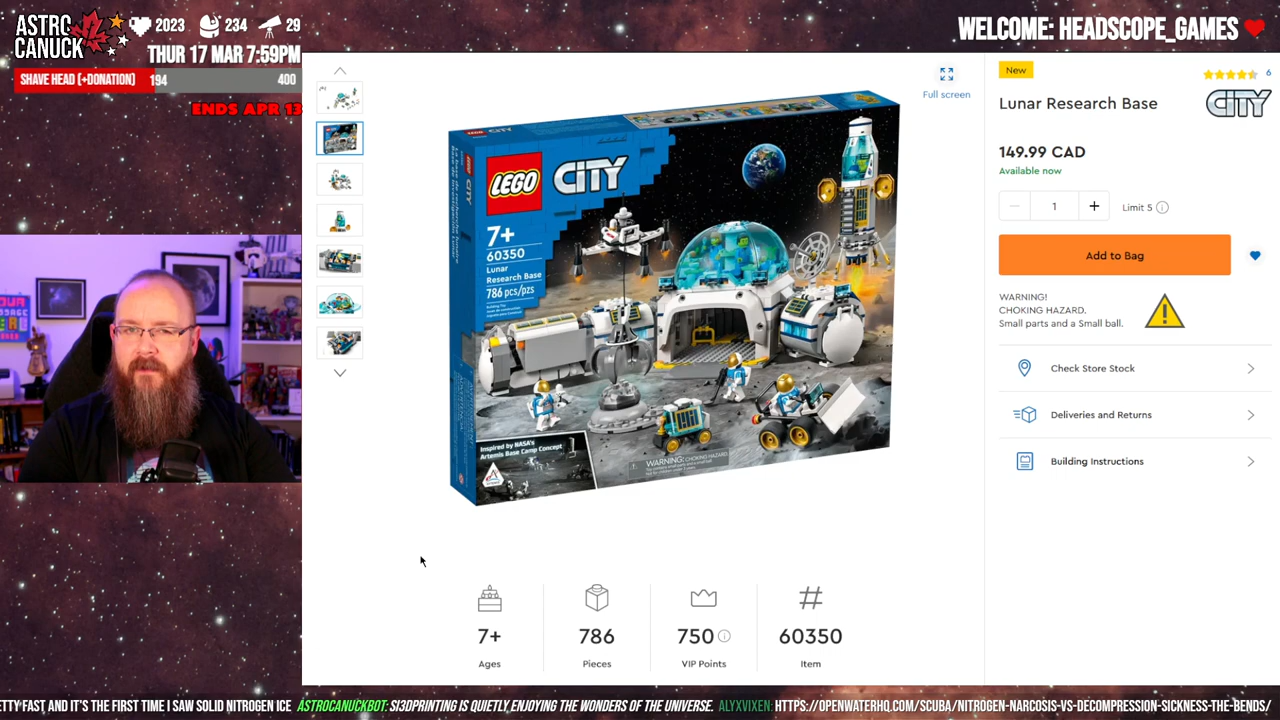 ASTRO
CANUCK
2023
234
29
THUR 17 MAR 7:59PM
SHAVE HEAD (+DONATION)
194
400
ENDS APR 13
WELCOME: HEADSCOPE_GAMES
Full screen
LEGO
CITY
7+
60350
Lunar
Research Base
786 pcs/pzs
Inspired by NASA's
Artemis Base Camp Concept
WARNING: CHOKING HAZARD.
New
6
Lunar Research Base
CITY
149.99 CAD
Available now
1
Limit 5
Add to Bag
WARNING!
CHOKING HAZARD.
Small parts and a Small ball.
Check Store Stock
Deliveries and Returns
Building Instructions
7+
Ages
786
Pieces
750
VIP Points
60350
Item
ETTY FAST AND IT'S THE FIRST TIME I SAW SOLID NITROGEN ICE ASTROCANUCKBOT: SI3DPRINTING IS QUIETLY ENJOYING THE WONDERS OF THE UNIVERSE. ALYXVIXEN: HTTPS://OPENWATERHQ.COM/SCUBA/NITROGEN-NARCOSIS-VS-DECOMPRESSION-SICKNESS-THE-BENDS/